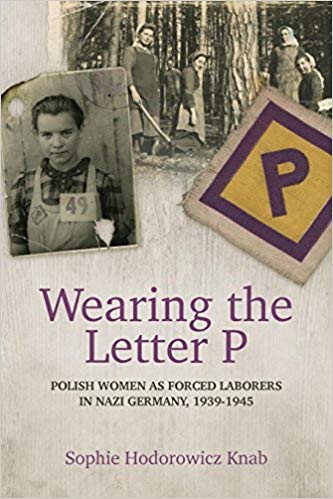 49
P
Wearing the
Letter P
POLISH WOMEN AS FORCED LABORERS
IN NAZI GERMANY, 1939-1945
Sophie Hodorowicz Knab